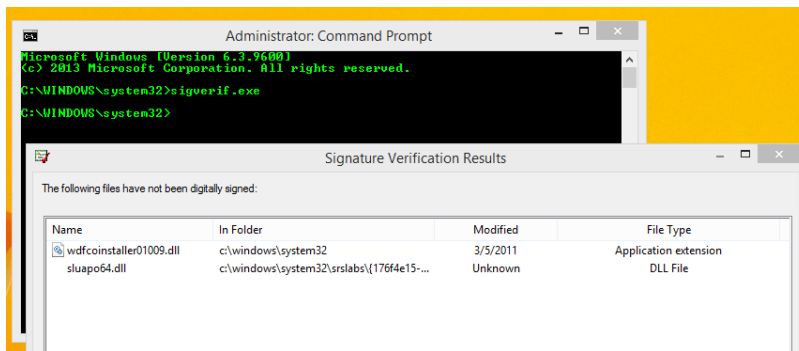 Administrator: Command Prompt
Microsoft Windows [Version 6.3.9600]
(c) 2013 Microsoft Corporation. All rights reserved.
C:\WINDOWS\system32>sigverif.exe
C:\WINDOWS\system32>
Signature Verification Results
The following files have not been digitally signed:
Name In Folder Modified File Type
wdfcoinstaller01009.dll c:\windows\system32 3/5/2011 Application extension
sluapo64.dll c:\windows\system32\srslabs\{176f4e15-... Unknown DLL File